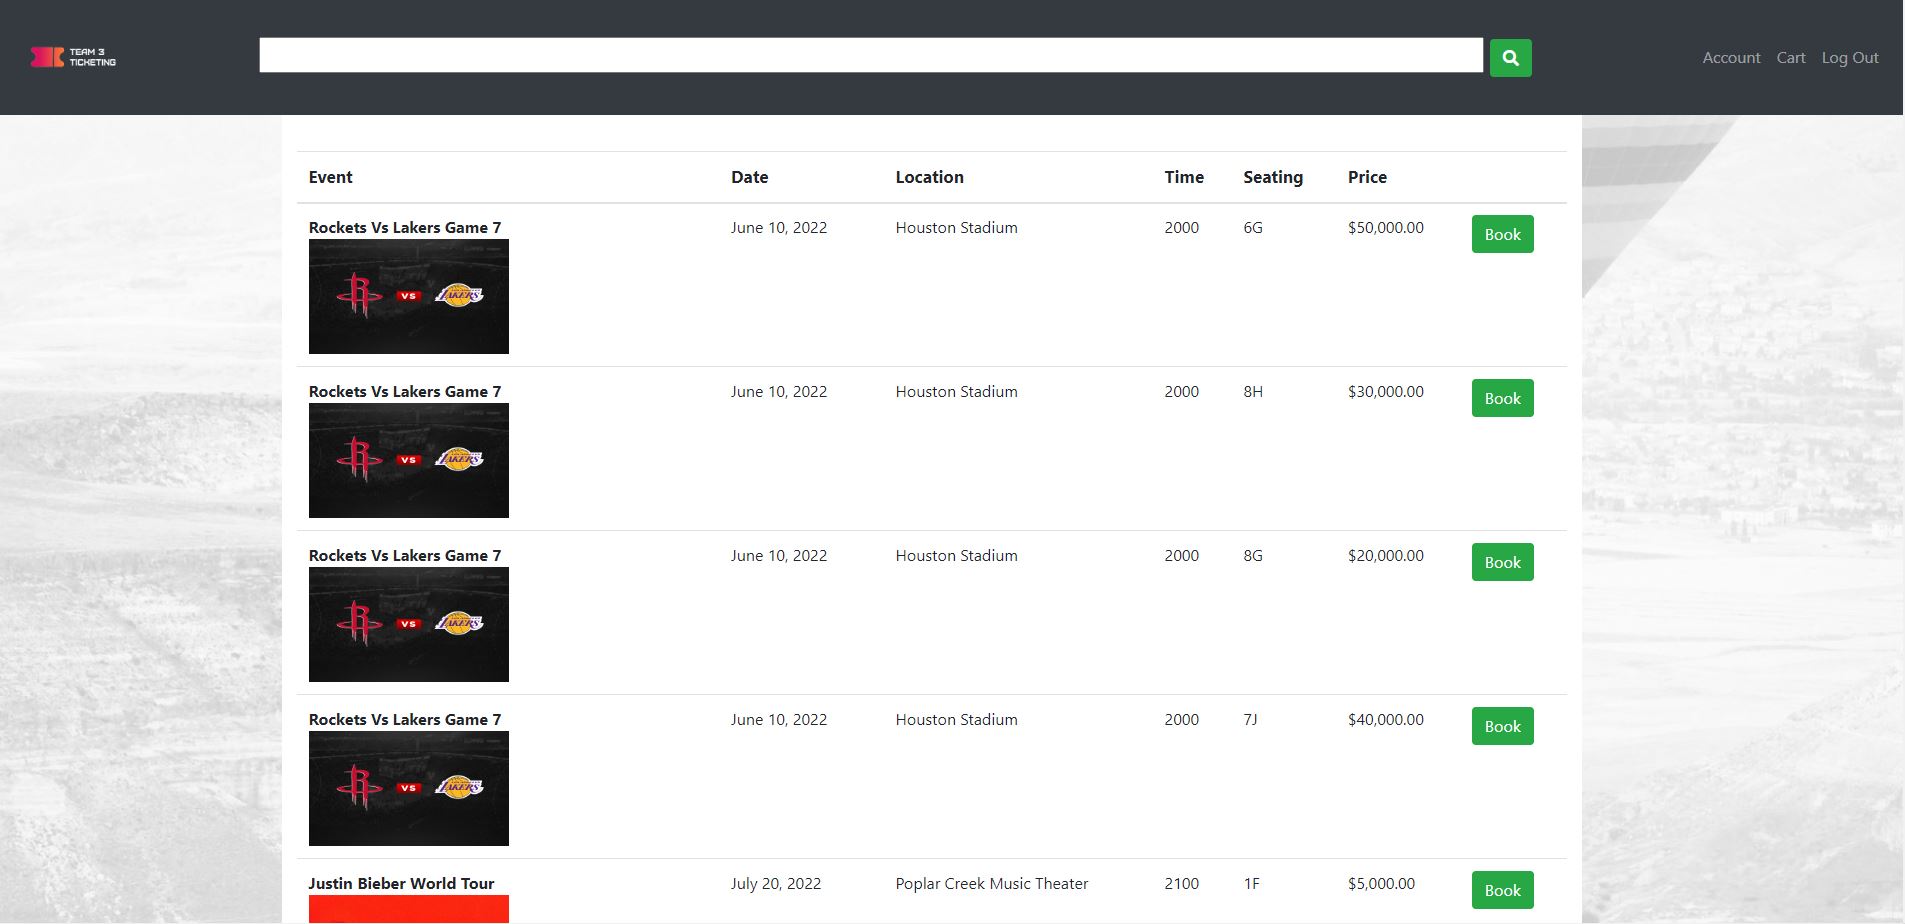 TEAM 3
TICKETING
Account Cart Log Out
Event Date Location Time Seating Price
Rockets Vs Lakers Game 7 June 10, 2022 Houston Stadium 2000 6G $50,000.00 Book
VS LAKERS
Rockets Vs Lakers Game 7 June 10, 2022 Houston Stadium 2000 8H $30,000.00 Book
VS LAKERS
Rockets Vs Lakers Game 7 June 10, 2022 Houston Stadium 2000 8G $20,000.00 Book
VS LAKERS
Rockets Vs Lakers Game 7 June 10, 2022 Houston Stadium 2000 7J $40,000.00 Book
VS LAKERS
Justin Bieber World Tour July 20, 2022 Poplar Creek Music Theater 2100 1F $5,000.00 Book